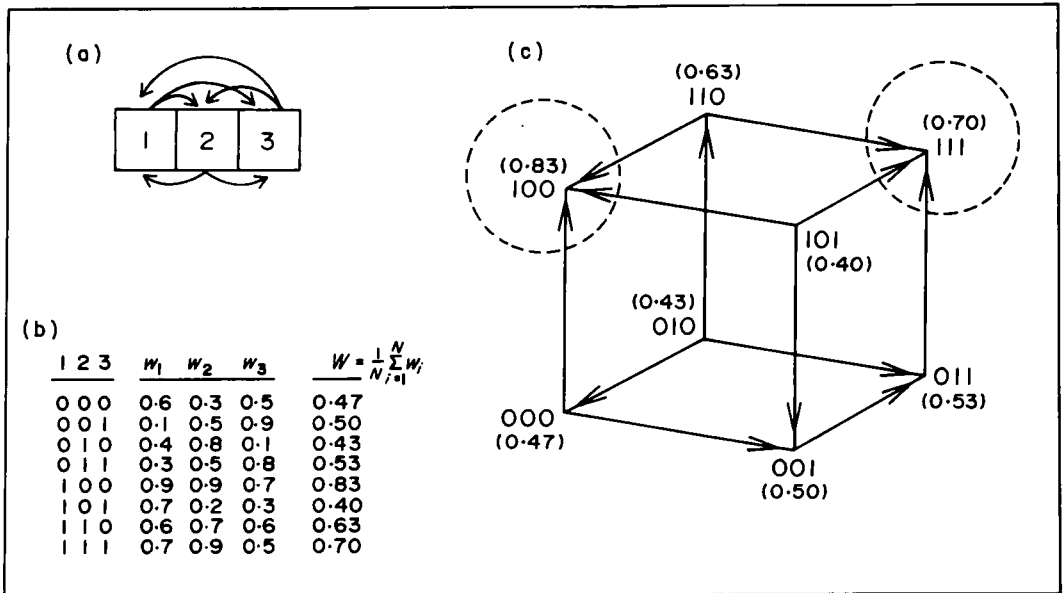 (a)
1 2 3
(b)
1 2 3 w₁ w₂ w₃ W = 1/N Σᵢ₌₁ᴺ wᵢ
0 0 0 0·6 0·3 0·5 0·47
0 0 1 0·1 0·5 0·9 0·50
0 1 0 0·4 0·8 0·1 0·43
0 1 1 0·3 0·5 0·8 0·53
1 0 0 0·9 0·9 0·7 0·83
1 0 1 0·7 0·2 0·3 0·40
1 1 0 0·6 0·7 0·6 0·63
1 1 1 0·7 0·9 0·5 0·70
(c)
(0·63)
110
(0·70)
111
(0·83)
100
101
(0·40)
(0·43)
010
011
(0·53)
000
(0·47)
001
(0·50)